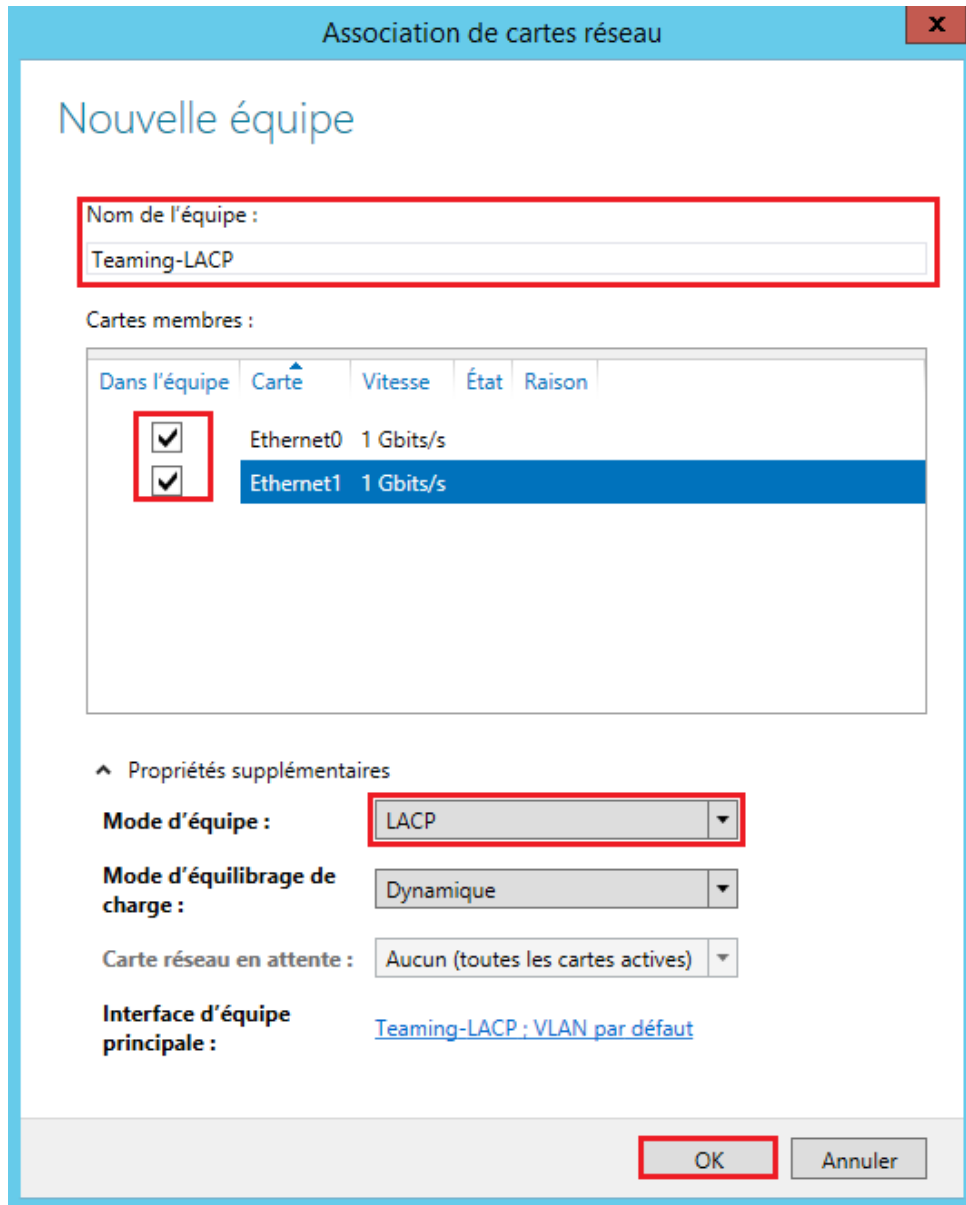 Association de cartes réseau
x
Nouvelle équipe
Nom de l'équipe :
Teaming-LACP
Cartes membres :
Dans l'équipe Carte Vitesse État Raison
Ethernet0 1 Gbits/s
Ethernet1 1 Gbits/s
Propriétés supplémentaires
Mode d'équipe : LACP
Mode d'équilibrage de
charge : Dynamique
Carte réseau en attente : Aucun (toutes les cartes actives)
Interface d'équipe
principale : Teaming-LACP ; VLAN par défaut
OK Annuler